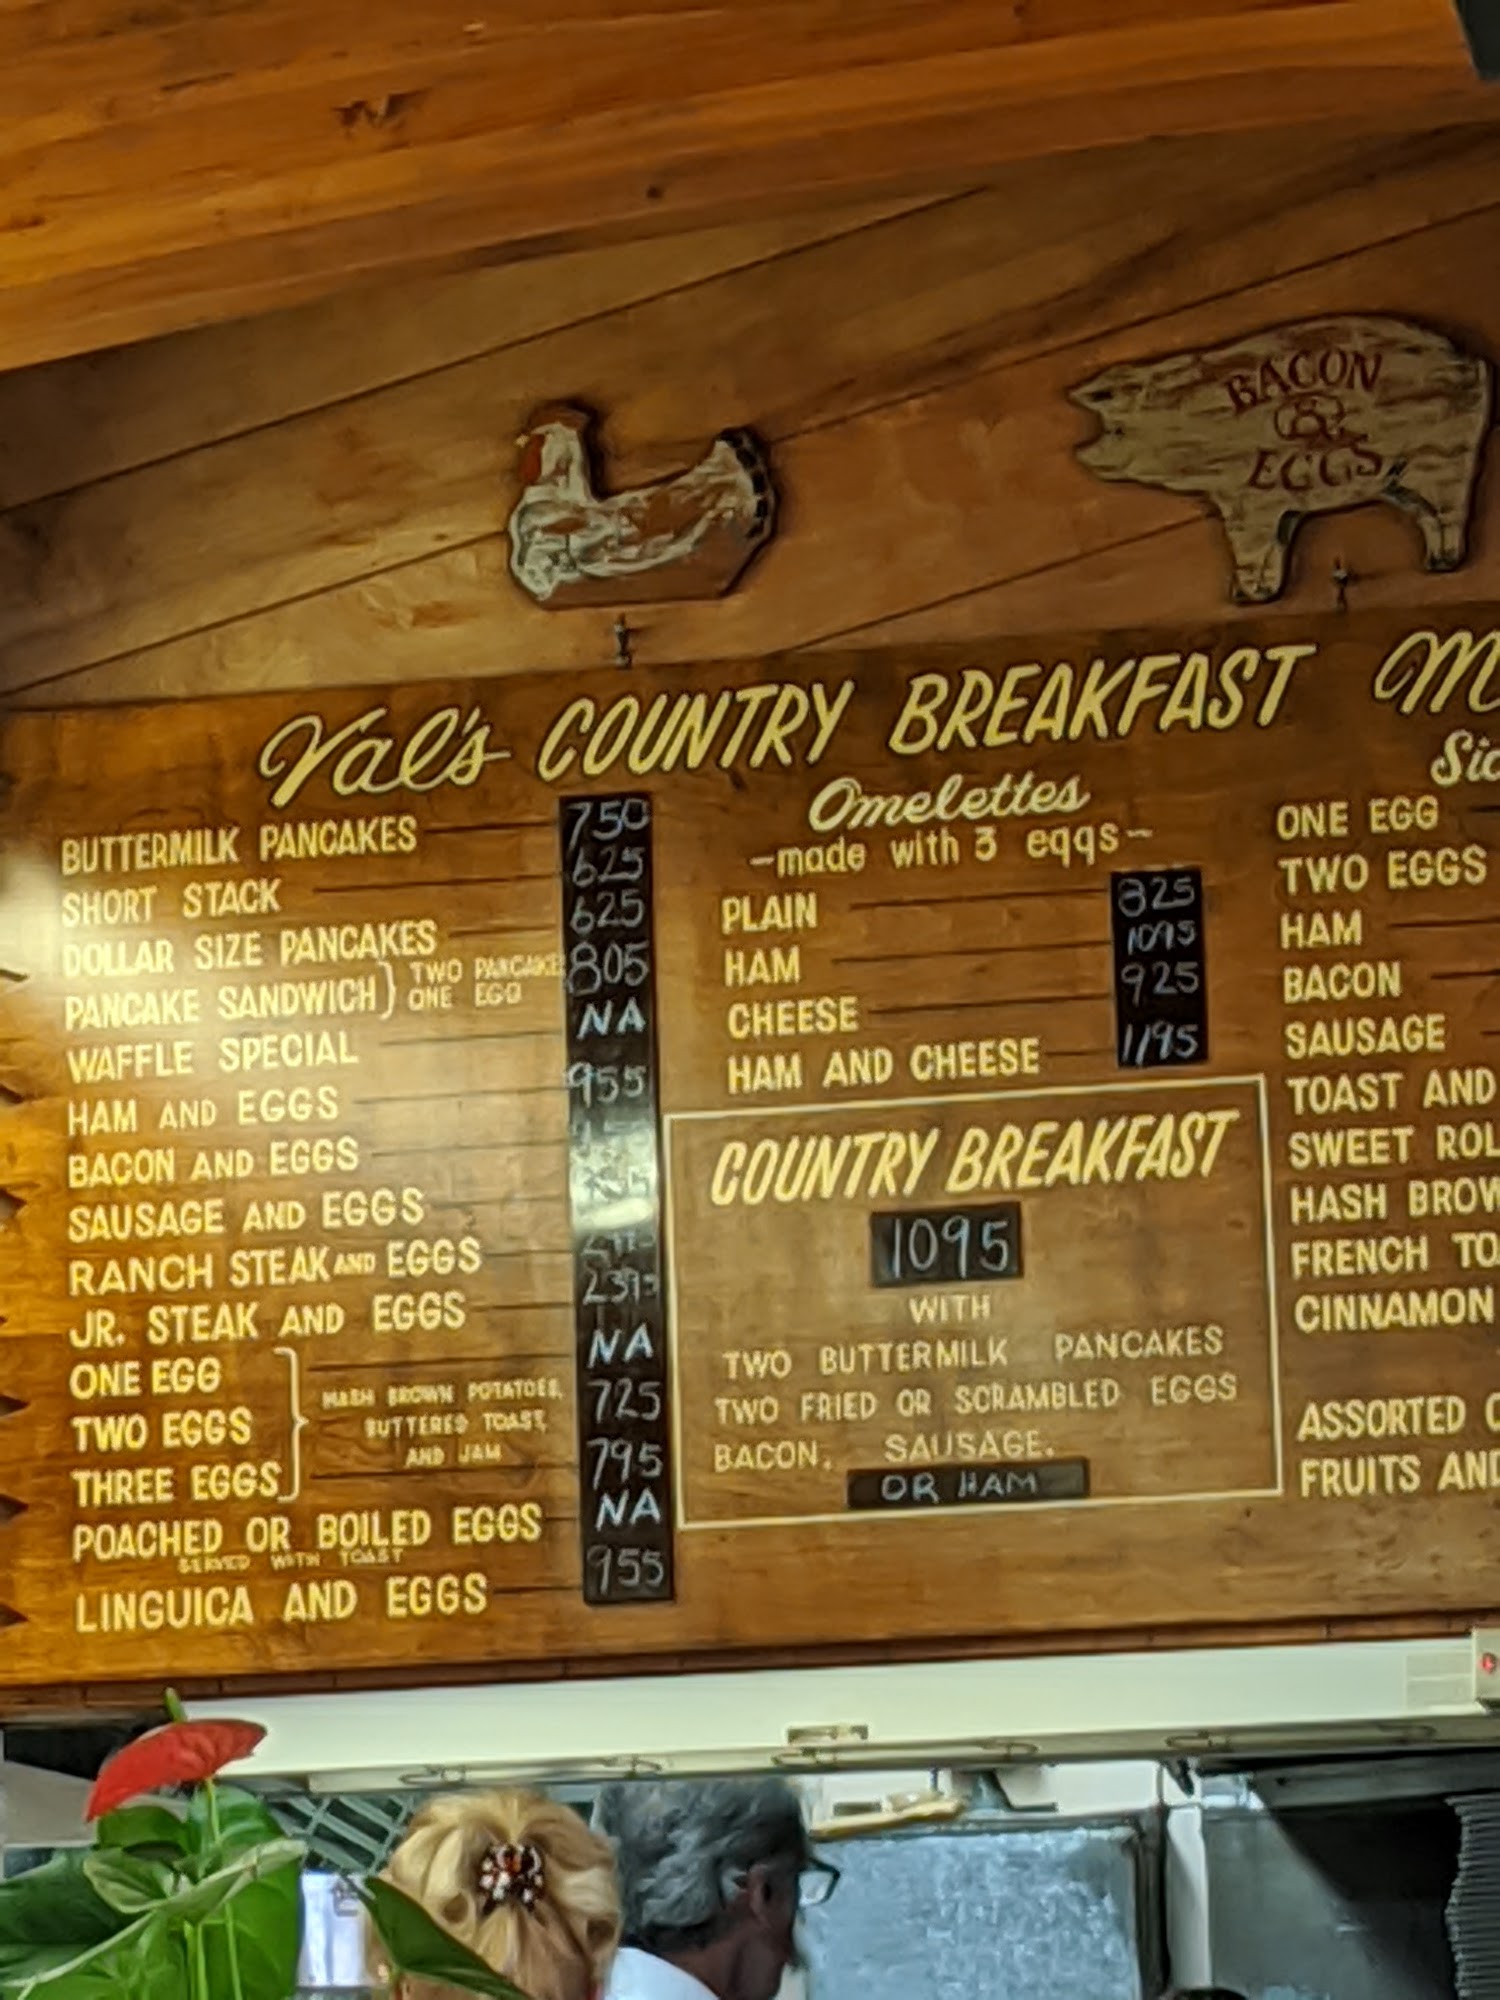 BACON
&
EGGS
Val's COUNTRY BREAKFAST
BUTTERMILK PANCAKES 750
SHORT STACK 625
DOLLAR SIZE PANCAKES 625
PANCAKE SANDWICH } TWO PANCAKE ONE EGG 805
WAFFLE SPECIAL NA
HAM AND EGGS 955
BACON AND EGGS
SAUSAGE AND EGGS
RANCH STEAK AND EGGS
JR. STEAK AND EGGS
ONE EGG NA
TWO EGGS 725
THREE EGGS 795
HASH BROWN POTATOES,
BUTTERED TOAST,
AND JAM
POACHED OR BOILED EGGS NA
SERVED WITH TOAST
LINGUICA AND EGGS 955
Omelettes
-made with 3 eggs-
PLAIN 825
HAM 1095
CHEESE 925
HAM AND CHEESE 1195
COUNTRY BREAKFAST
1095
WITH
TWO BUTTERMILK PANCAKES
TWO FRIED OR SCRAMBLED EGGS
BACON, SAUSAGE,
OR HAM
ONE EGG
TWO EGGS
HAM
BACON
SAUSAGE
TOAST AND
SWEET ROL
HASH BROW
FRENCH TO
CINNAMON
ASSORTED
FRUITS AND